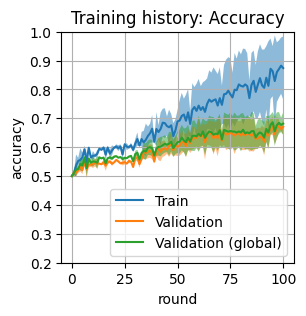 Training history: Accuracy
accuracy
1.0
0.9
0.8
0.7
0.6
0.5
0.4
0.3
0.2
Train
Validation
Validation (global)
0
25
50
75
100
round